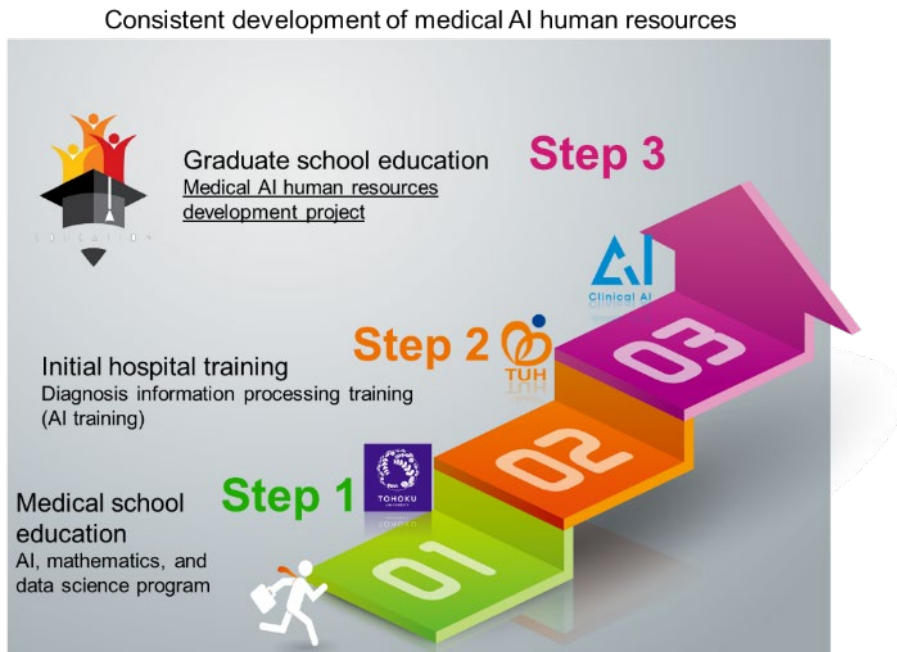 Consistent development of medical AI human resources
Graduate school education
Medical AI human resources
development project
Step 3
EDUCATION
Clinical AI
03
Step 2
TUH
Initial hospital training
Diagnosis information processing training
(AI training)
02
Step 1
TOHOKU
UNIVERSITY
Medical school
education
AI, mathematics, and
data science program
01